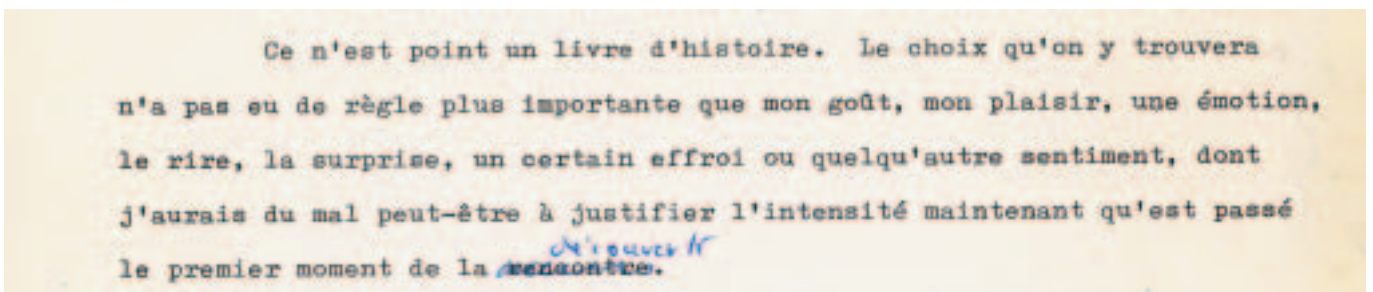 Ce n'est point un livre d'histoire. Le choix qu'on y trouvera
n'a pas eu de règle plus importante que mon goût, mon plaisir, une émotion,
le rire, la surprise, un certain effroi ou quelqu'autre sentiment, dont
j'aurais du mal peut-être à justifier l'intensité maintenant qu'est passé
le premier moment de la rencontre.